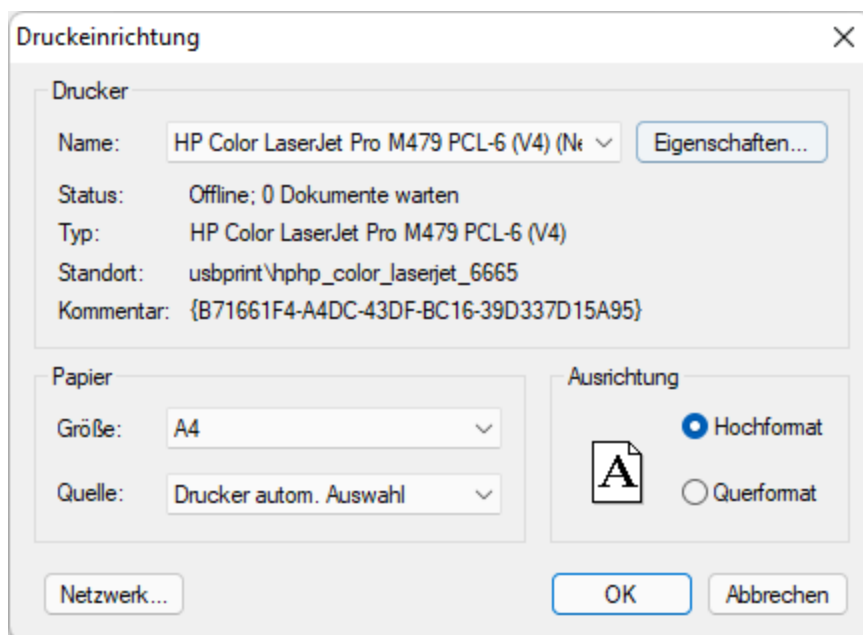 Druckeinrichtung
Drucker
Name: HP Color LaserJet Pro M479 PCL-6 (V4) (Ne Eigenschaften...
Status: Offline; 0 Dokumente warten
Typ: HP Color LaserJet Pro M479 PCL-6 (V4)
Standort: usbprint\hphp_color_laserjet_6665
Kommentar: {B71661F4-A4DC-43DF-BC16-39D337D15A95}
Papier
Größe: A4
Quelle: Drucker autom. Auswahl
Ausrichtung
A
Hochformat
Querformat
Netzwerk... OK Abbrechen